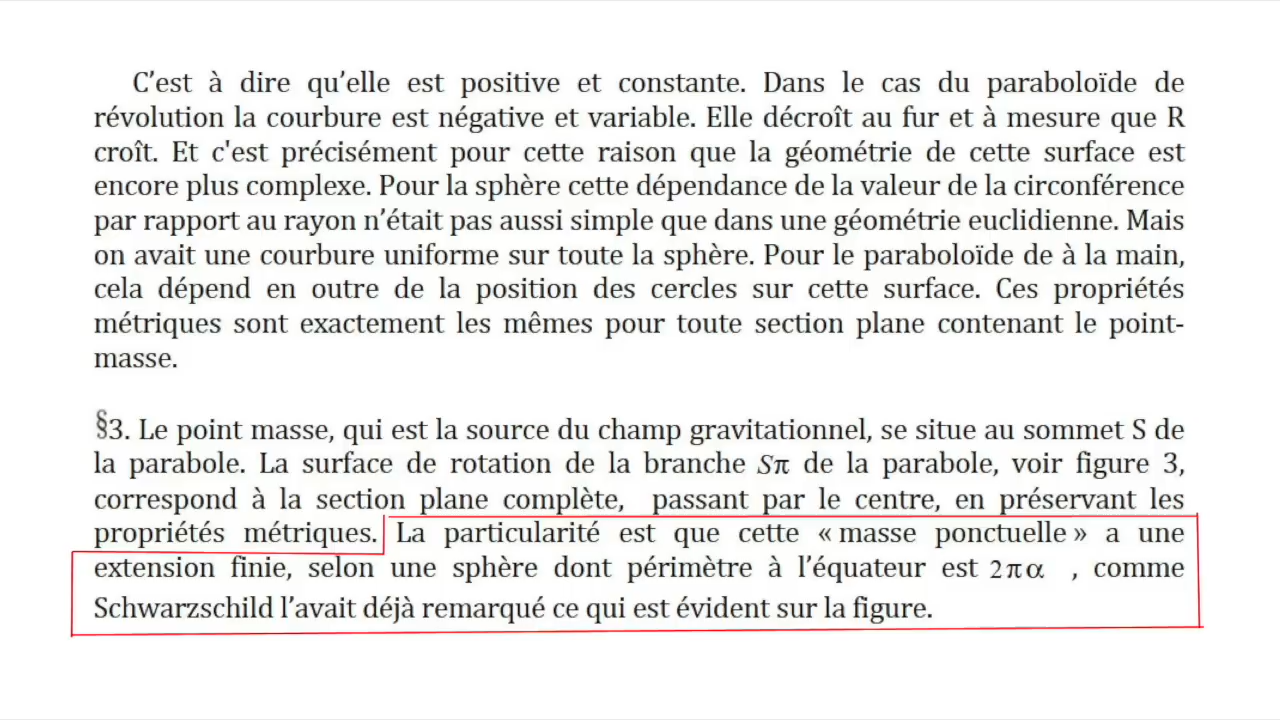 C’est à dire qu’elle est positive et constante. Dans le cas du paraboloïde de
révolution la courbure est négative et variable. Elle décroît au fur et à mesure que R
croît. Et c'est précisément pour cette raison que la géométrie de cette surface est
encore plus complexe. Pour la sphère cette dépendance de la valeur de la circonférence
par rapport au rayon n’était pas aussi simple que dans une géométrie euclidienne. Mais
on avait une courbure uniforme sur toute la sphère. Pour le paraboloïde de à la main,
cela dépend en outre de la position des cercles sur cette surface. Ces propriétés
métriques sont exactement les mêmes pour toute section plane contenant le point-
masse.
§3. Le point masse, qui est la source du champ gravitationnel, se situe au sommet S de
la parabole. La surface de rotation de la branche Sπ de la parabole, voir figure 3,
correspond à la section plane complète, passant par le centre, en préservant les
propriétés métriques. La particularité est que cette « masse ponctuelle » a une
extension finie, selon une sphère dont périmètre à l’équateur est 2πα , comme
Schwarzschild l’avait déjà remarqué ce qui est évident sur la figure.